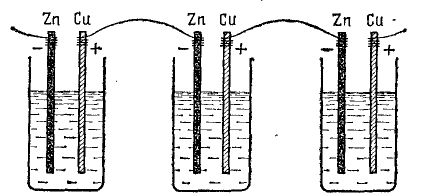 Zn Cu Zn Cu Zn Cu
− + − + − +